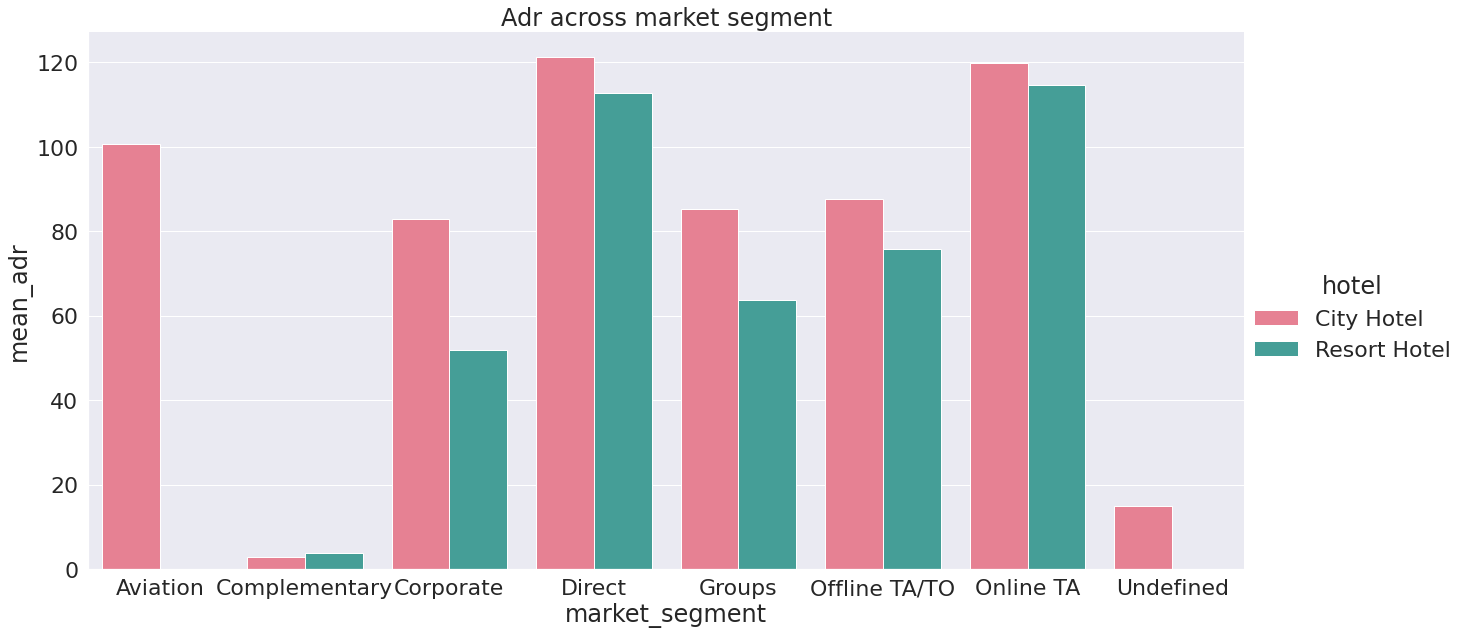 Adr across market segment
mean_adr
120
100
80
60
40
20
0
Aviation Complementary Corporate Direct Groups Offline TA/TO Online TA Undefined
market_segment
hotel
City Hotel
Resort Hotel